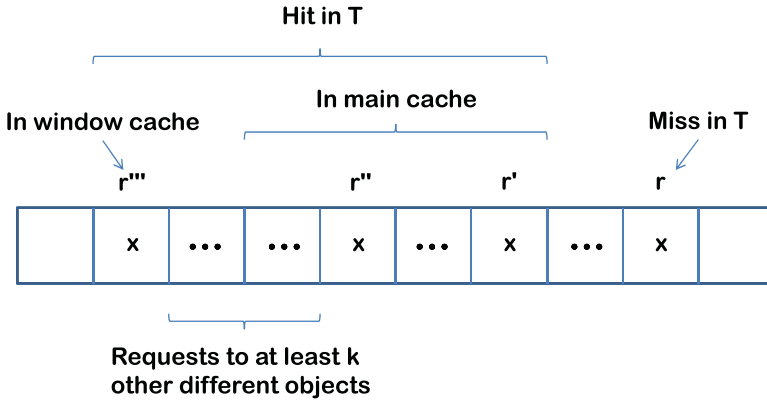 Hit in T
In main cache
In window cache
Miss in T
r''' r'' r' r
x ... ... x ... x ... x
Requests to at least k
other different objects